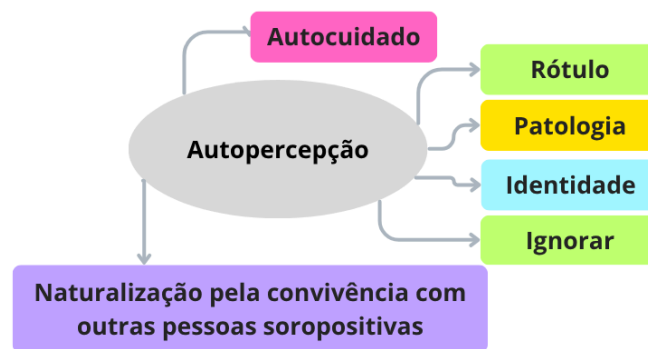 Autocuidado
Rótulo
Patologia
Autopercepção
Identidade
Ignorar
Naturalização pela convivência com
outras pessoas soropositivas